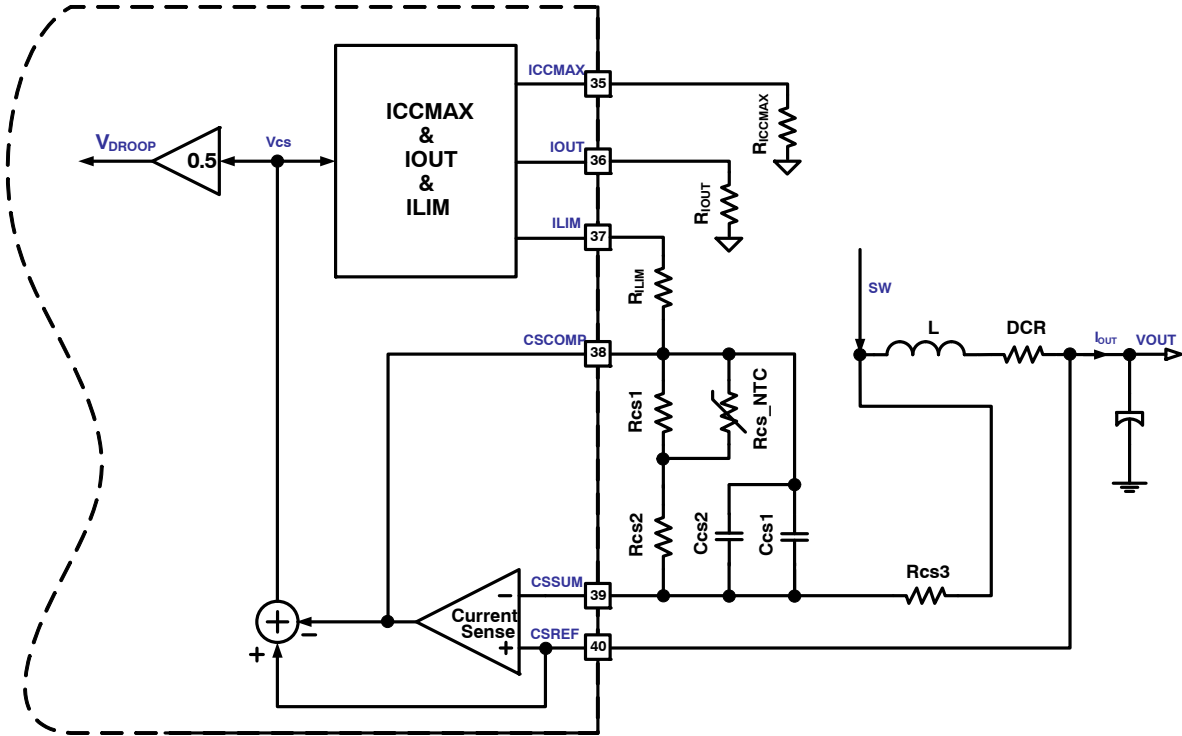 ICCMAX
35
ICCMAX
&
IOUT
&
ILIM
RICCMAX
VDROOP
0.5
Vcs
IOUT
36
RIOUT
ILIM
37
RILIM
SW
CSCOMP
38
L
DCR
IOUT
VOUT
Rcs1
Rcs_NTC
Rcs2
Ccs2
Ccs1
CSSUM
39
Rcs3
Current
Sense
−
+
CSREF
40
+
−
+